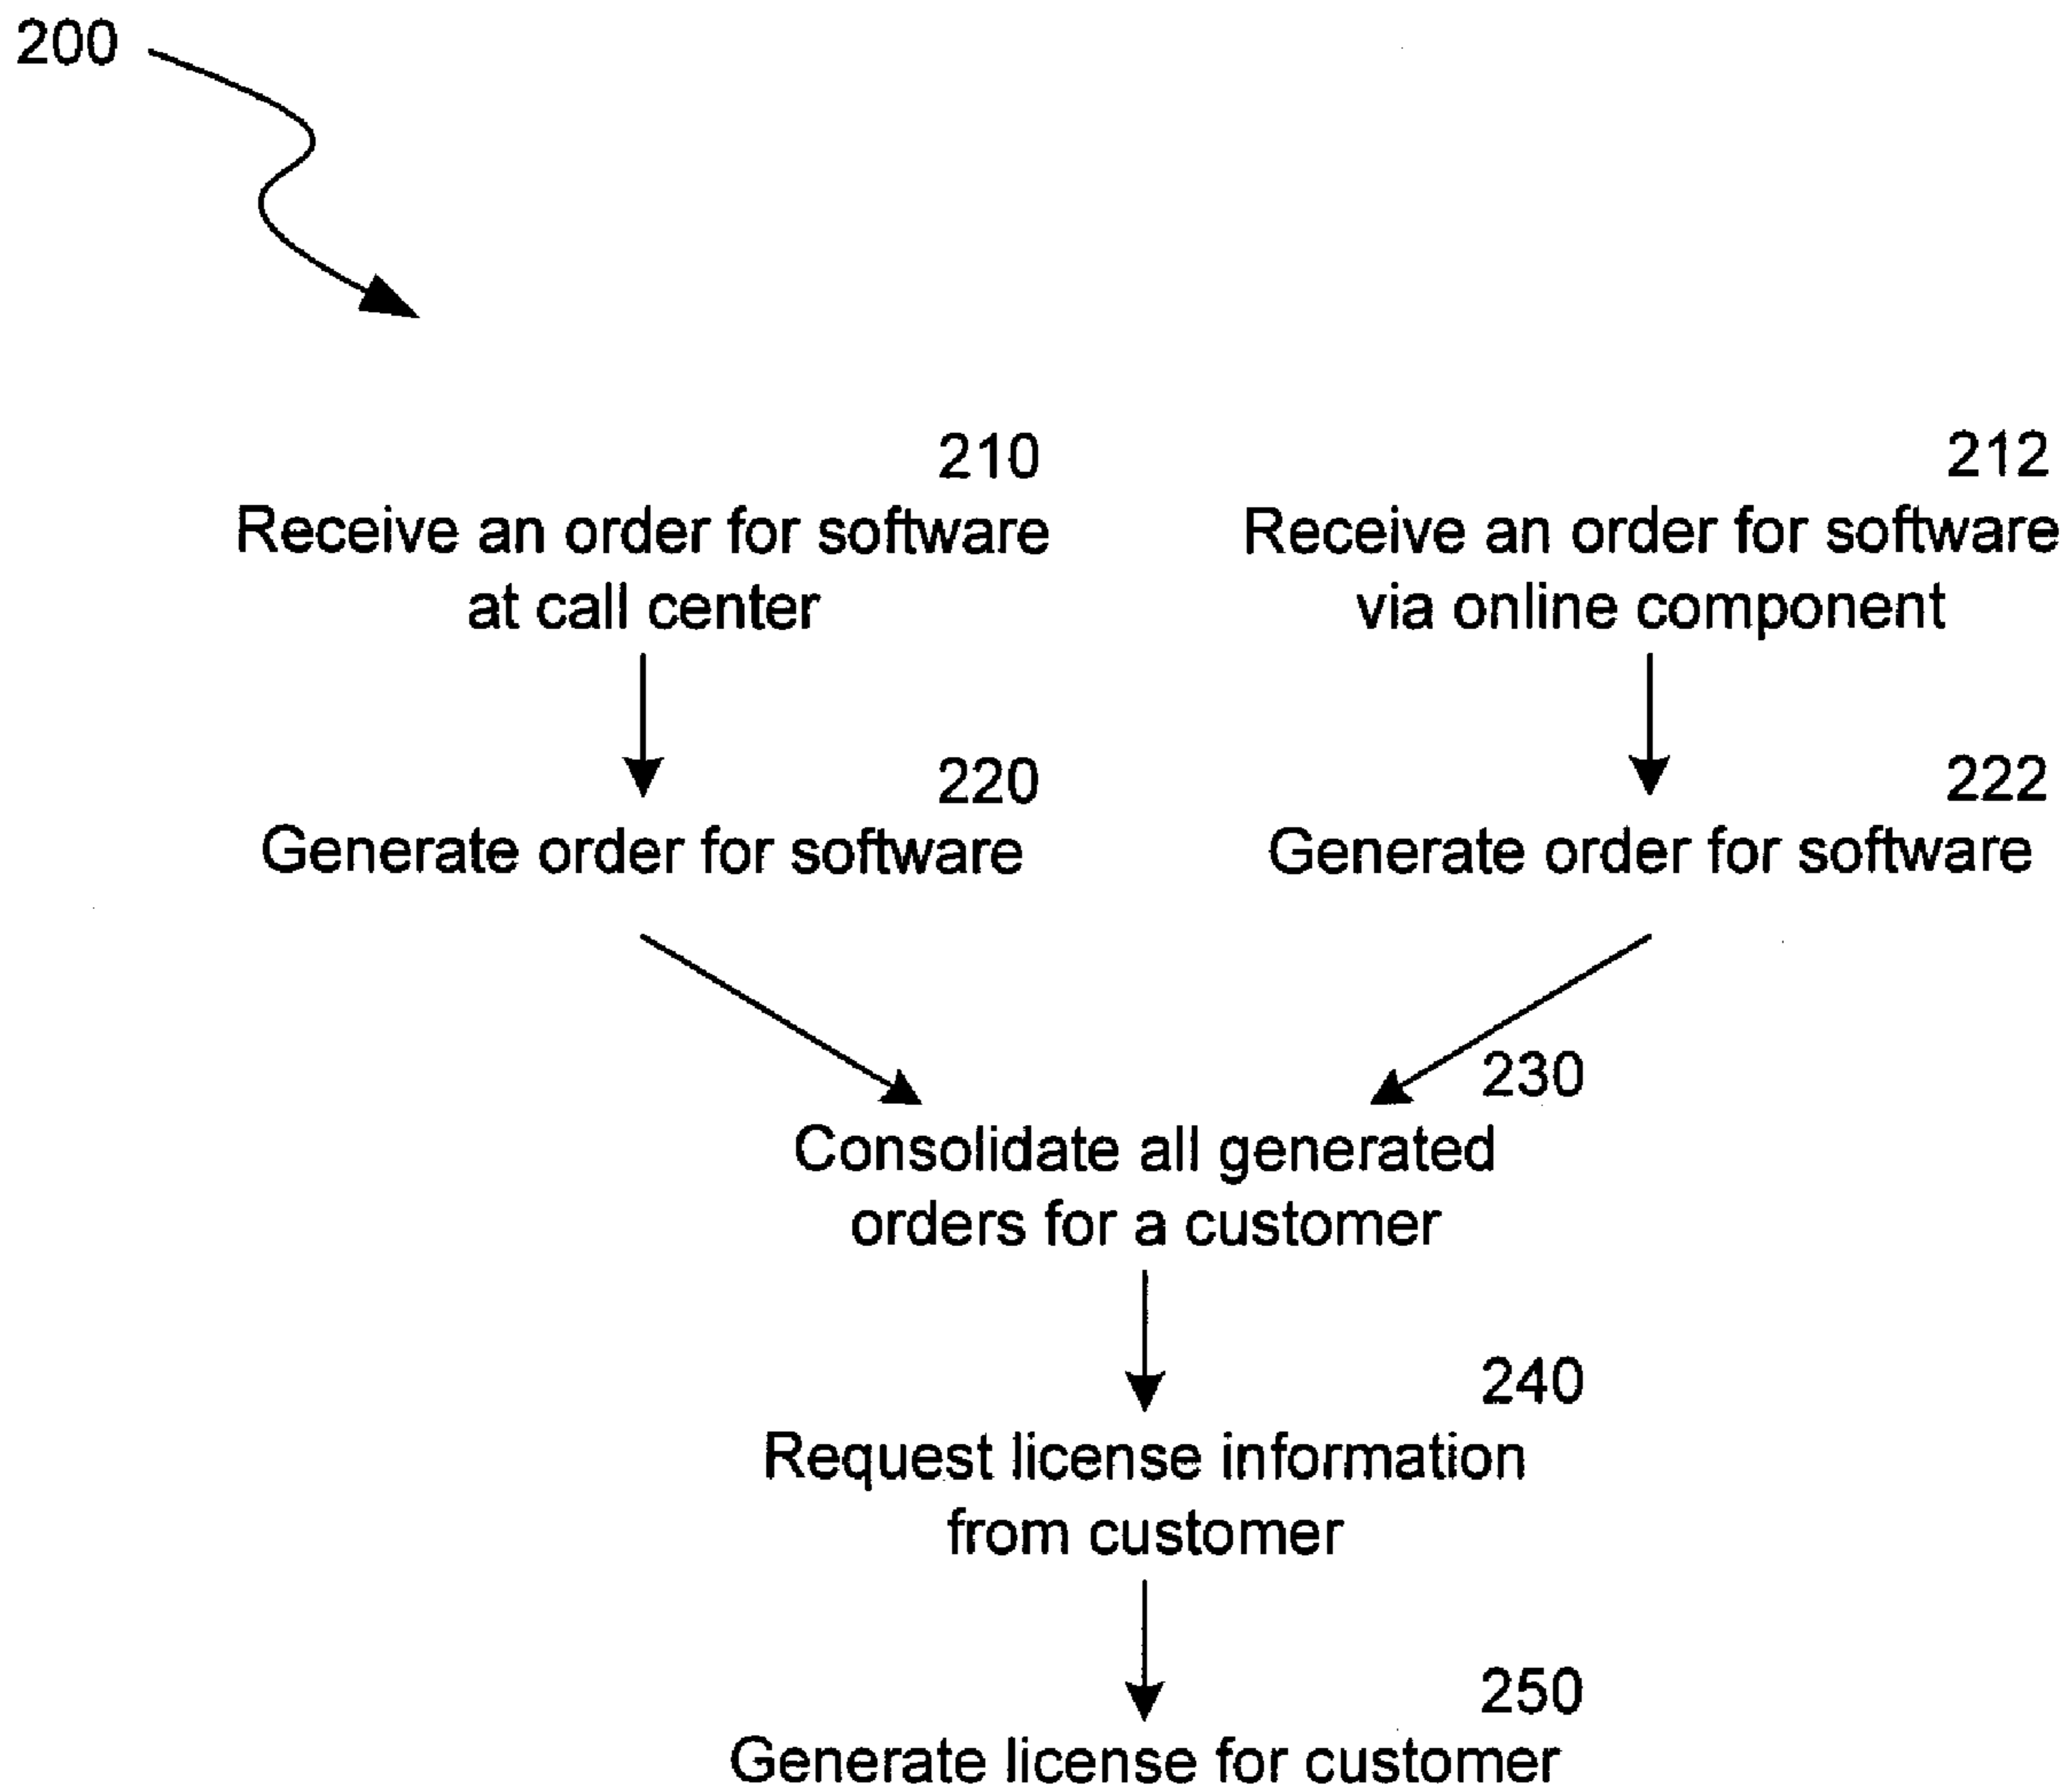 200
210
Receive an order for software
at call center
212
Receive an order for software
via online component
220
Generate order for software
222
Generate order for software
230
Consolidate all generated
orders for a customer
240
Request license information
from customer
250
Generate license for customer